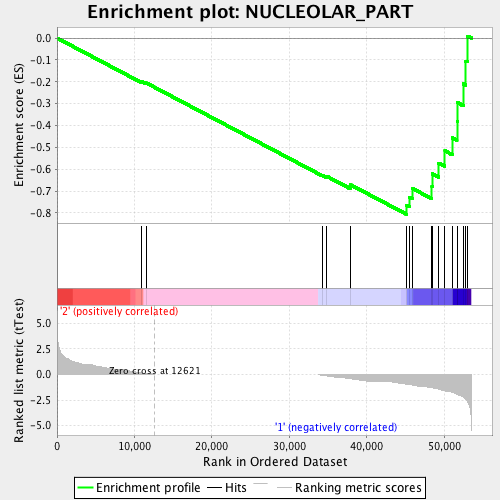 Enrichment plot: NUCLEOLAR_PART
Enrichment score (ES)
0.0
-0.1
-0.2
-0.3
-0.4
-0.5
-0.6
-0.7
-0.8
'2' (positively correlated)
Ranked list metric (tTest)
5.0
2.5
0.0
-2.5
-5.0
Zero cross at 12621
'1' (negatively correlated)
0 10,000 20,000 30,000 40,000 50,000
Rank in Ordered Dataset
Enrichment profile Hits Ranking metric scores